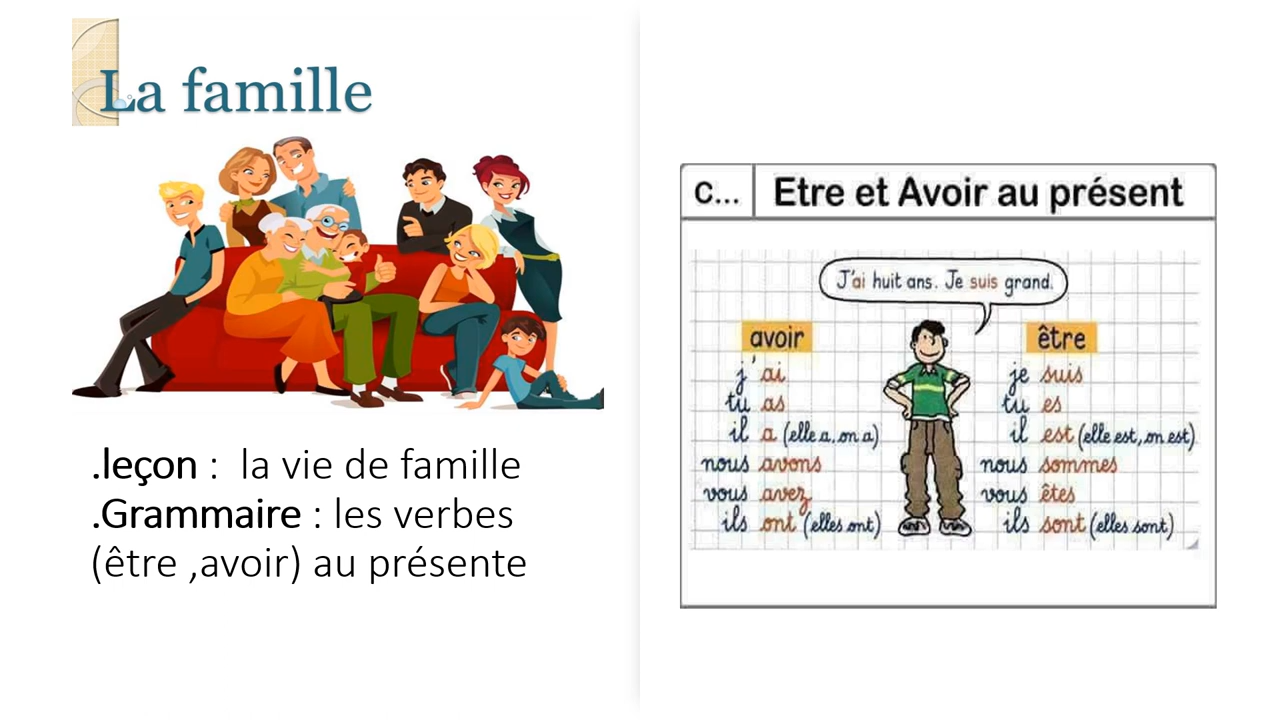 La famille
.leçon :  la vie de famille
.Grammaire : les verbes
(être ,avoir) au présente
C...
Etre et Avoir au présent
J'ai huit ans. Je suis grand.
avoir
j'ai
tu as
il a (elle a, on a)
nous avons
vous avez
ils ont (elles ont)
être
je suis
tu es
il est (elle est, on est)
nous sommes
vous êtes
ils sont (elles sont)